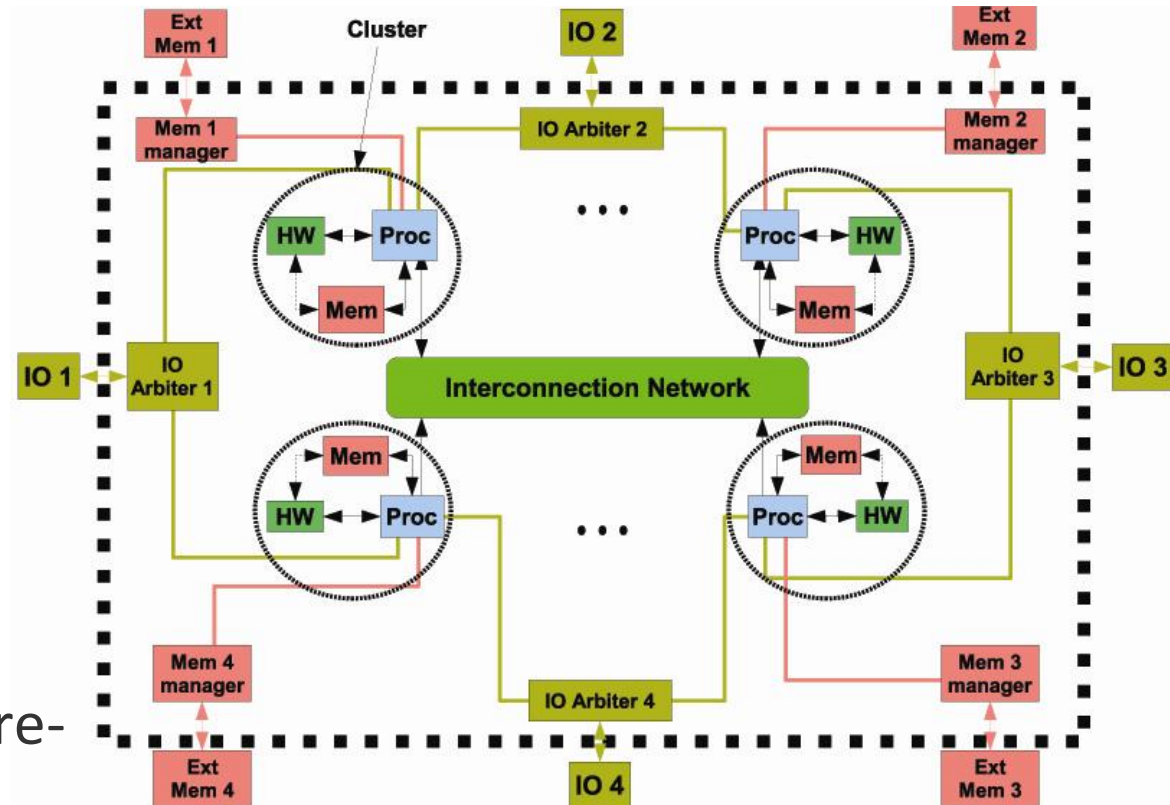 Ext
Mem 1
Cluster
IO 2
Ext
Mem 2
Mem 1
manager
IO Arbiter 2
Mem 2
manager
HW
Proc
Mem
• • •
Proc
HW
Mem
IO 1
IO
Arbiter 1
Interconnection Network
IO
Arbiter 3
IO 3
Mem
HW
Proc
• • •
Mem
Proc
HW
Mem 4
manager
IO Arbiter 4
Mem 3
manager
re-
Ext
Mem 4
IO 4
Ext
Mem 3